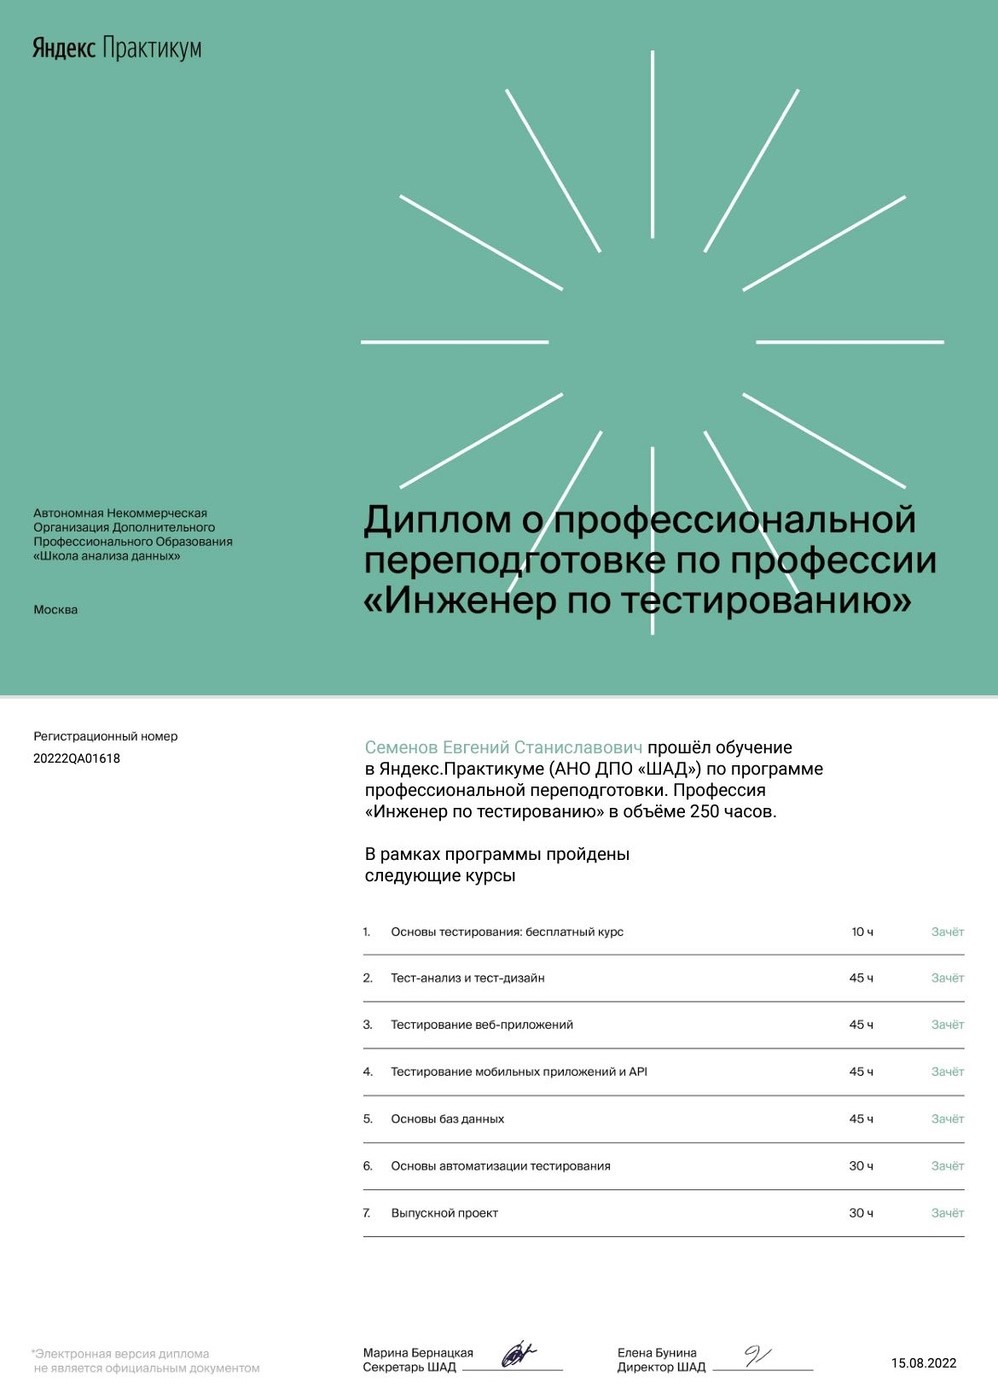 Яндекс Практикум
Автономная Некоммерческая
Организация Дополнительного
Профессионального Образования
«Школа анализа данных»
Москва
Диплом о профессиональной
переподготовке по профессии
«Инженер по тестированию»
Регистрационный номер
20222QA01618
Семенов Евгений Станиславович прошёл обучение
в Яндекс.Практикуме (АНО ДПО «ШАД») по программе
профессиональной переподготовки. Профессия
«Инженер по тестированию» в объёме 250 часов.
В рамках программы пройдены
следующие курсы
1. Основы тестирования: бесплатный курс 10 ч Зачёт
2. Тест-анализ и тест-дизайн 45 ч Зачёт
3. Тестирование веб-приложений 45 ч Зачёт
4. Тестирование мобильных приложений и API 45 ч Зачёт
5. Основы баз данных 45 ч Зачёт
6. Основы автоматизации тестирования 30 ч Зачёт
7. Выпускной проект 30 ч Зачёт
*Электронная версия диплома
не является официальным документом
Марина Бернацкая
Секретарь ШАД
Елена Бунина
Директор ШАД
15.08.2022